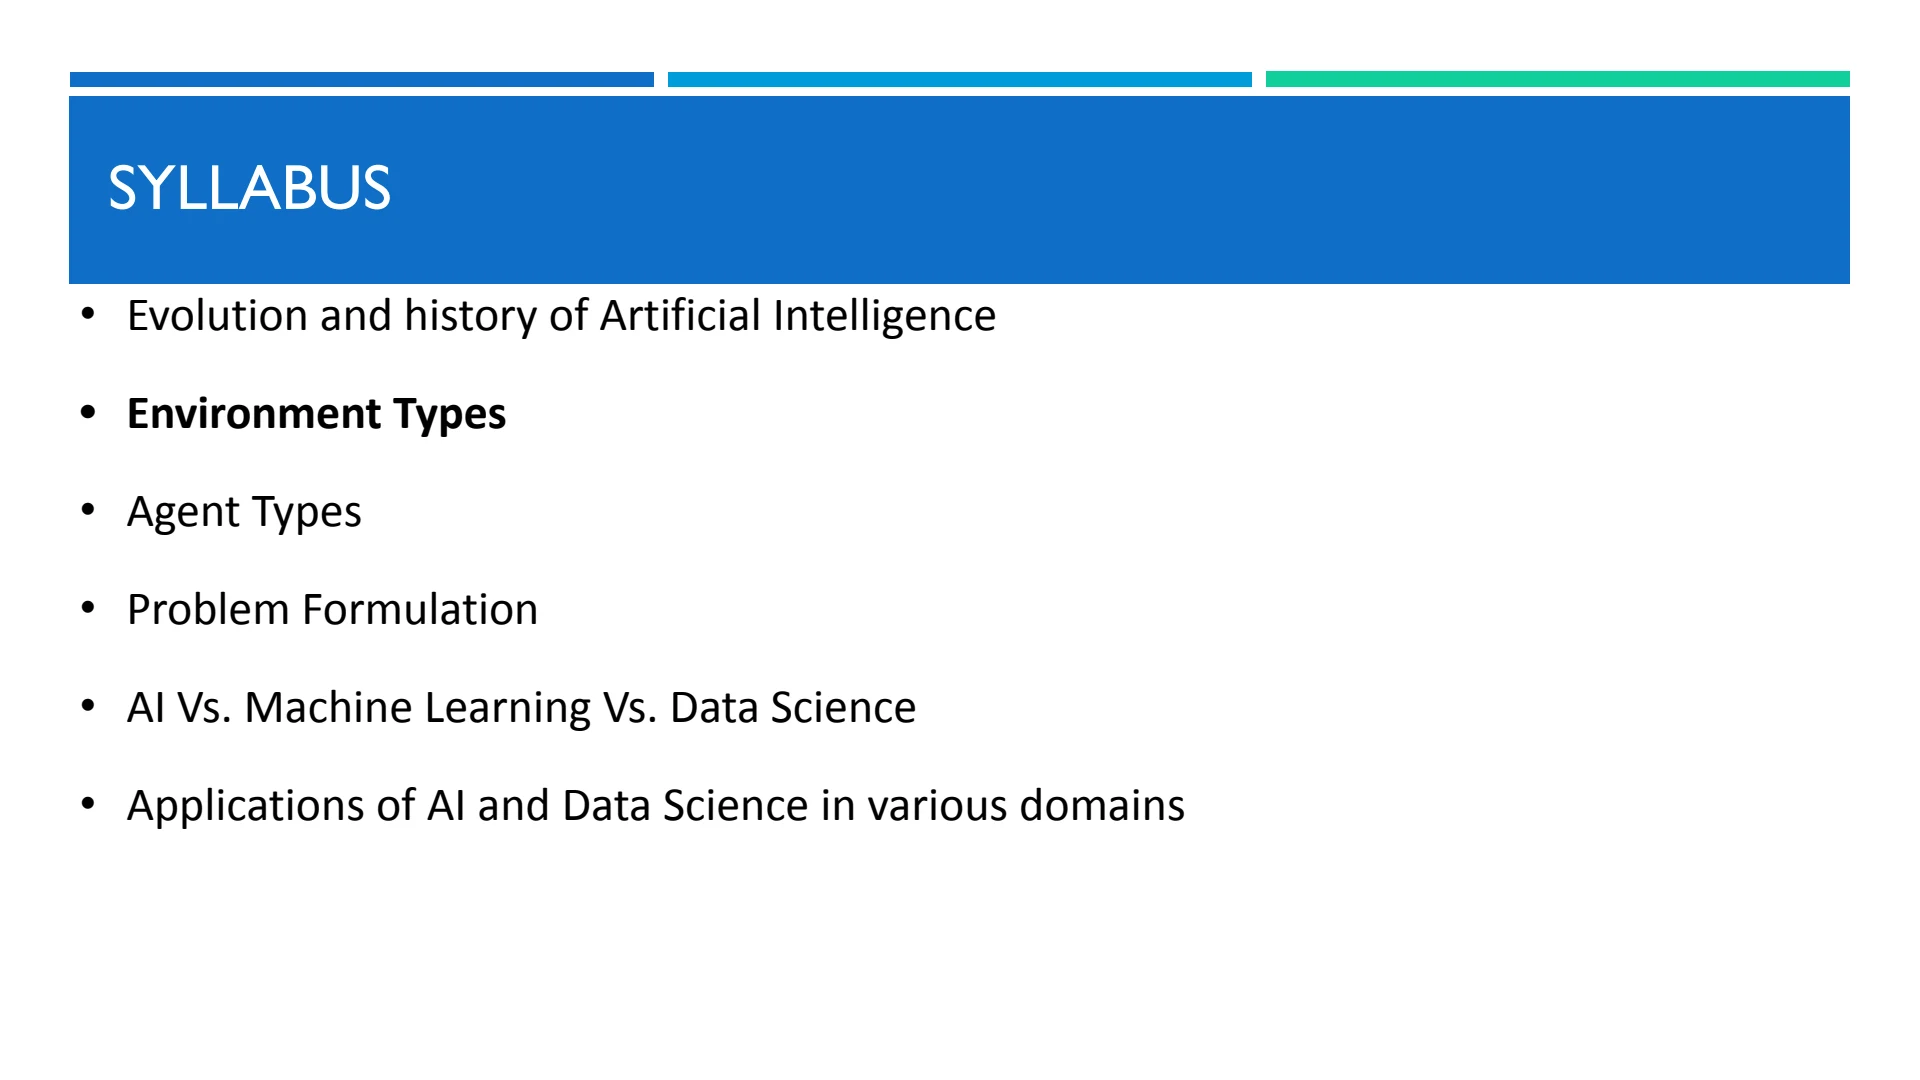 SYLLABUS
• Evolution and history of Artificial Intelligence
• Environment Types
• Agent Types
• Problem Formulation
• AI Vs. Machine Learning Vs. Data Science
• Applications of AI and Data Science in various domains